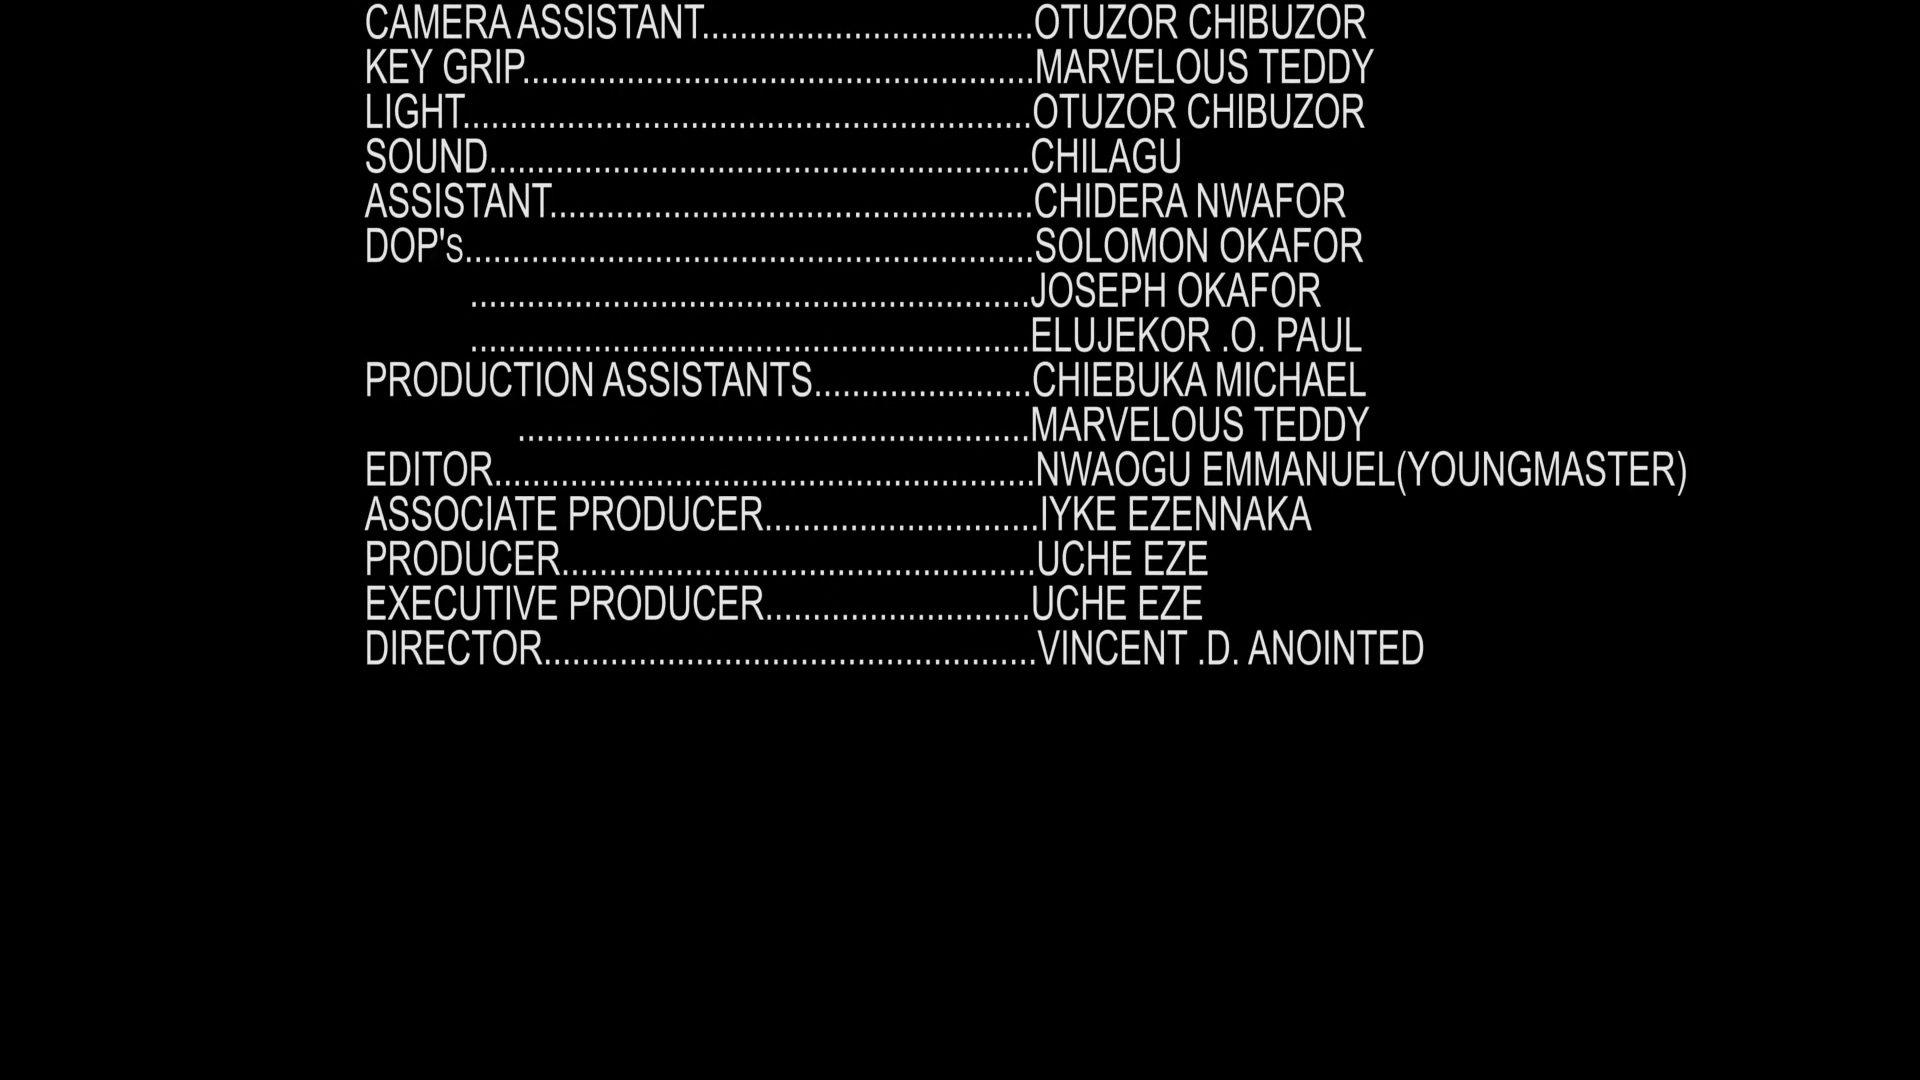 CAMERA ASSISTANT...................................OTUZOR CHIBUZOR
KEY GRIP......................................................MARVELOUS TEDDY
LIGHT............................................................OTUZOR CHIBUZOR
SOUND.........................................................CHILAGU
ASSISTANT...................................................CHIDERA NWAFOR
DOP's............................................................SOLOMON OKAFOR
...........................................................JOSEPH OKAFOR
...........................................................ELUJEKOR .O. PAUL
PRODUCTION ASSISTANTS.......................CHIEBUKA MICHAEL
......................................................MARVELOUS TEDDY
EDITOR.........................................................NWAOGU EMMANUEL(YOUNGMASTER)
ASSOCIATE PRODUCER.............................IYKE EZENNAKA
PRODUCER..................................................UCHE EZE
EXECUTIVE PRODUCER............................UCHE EZE
DIRECTOR....................................................VINCENT .D. ANOINTED